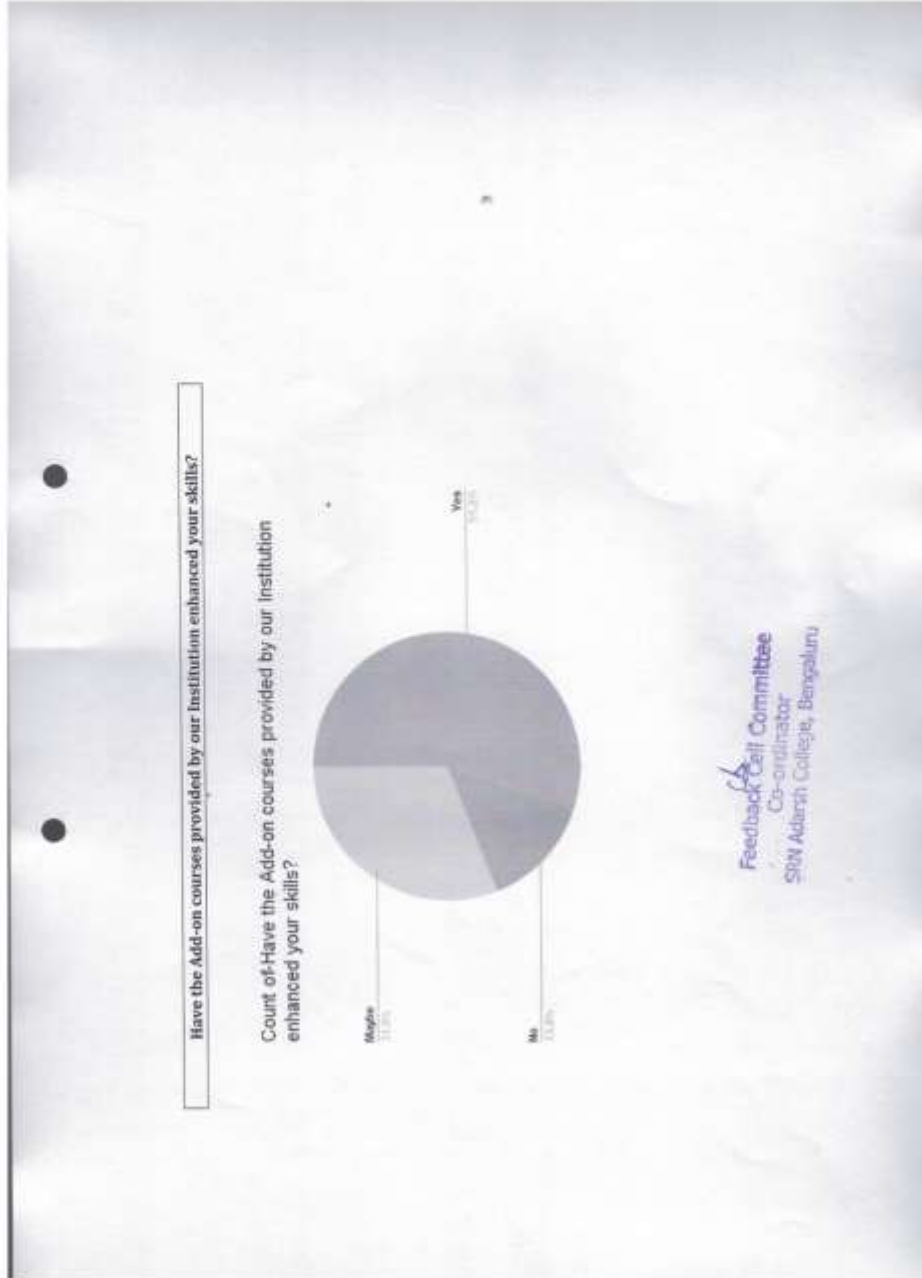 Have the Add-on courses provided by our Institution enhanced your skills?
Count of Have the Add-on courses provided by our Institution
enhanced your skills?
Maybe
Yes
No
Feedback Cell Committee
Co-ordinator
SRN Adarsh College, Bengaluru
3